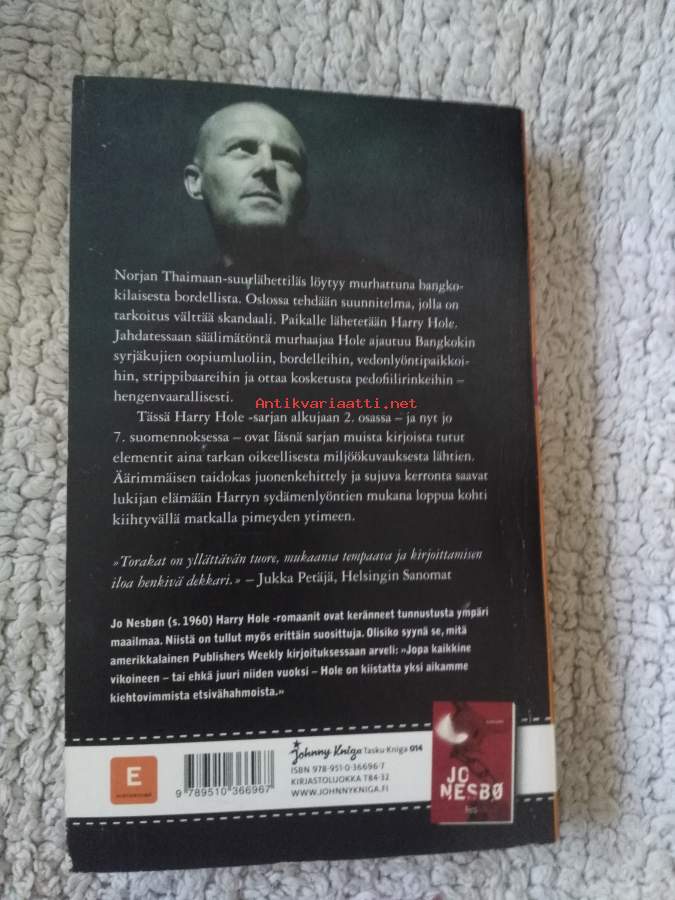 Norjan Thaimaan-suurlähettiläs löytyy murhattuna bangko-
kilaisesta bordellista. Oslossa tehdään suunnitelma, jolla on
tarkoitus välttää skandaali. Paikalle lähetetään Harry Hole.
Jahdatessaan säälimätöntä murhaajaa Hole ajautuu Bangkokin
syrjäkujien oopiumluoliin, bordelleihin, vedonlyöntipaikkoi-
hin, strippibaareihin ja ottaa kosketusta pedofiilirinkeihin –
hengenvaarallisesti.
Antikvariaatti.net
Tässä Harry Hole -sarjan alkujaan 2. osassa – ja nyt jo
7. suomennoksessa – ovat läsnä sarjan muista kirjoista tutut
elementit aina tarkan oikeellisesta miljöökuvauksesta lähtien.
Äärimmäisen taidokas juonenkehittely ja sujuva kerronta saavat
lukijan elämään Harryn sydämenlyöntien mukana loppua kohti
kiihtyvällä matkalla pimeyden ytimeen.
»Torakat on yllättävän tuore, mukaansa tempaava ja kirjoittamisen
iloa henkivä dekkari.» – Jukka Petäjä, Helsingin Sanomat
Jo Nesbøn (s. 1960) Harry Hole -romaanit ovat keränneet tunnustusta ympäri
maailmaa. Niistä on tullut myös erittäin suosittuja. Olisiko syynä se, mitä
amerikkalainen Publishers Weekly kirjoituksessaan arveli: »Jopa kaikkine
vikoineen – tai ehkä juuri niiden vuoksi – Hole on kiistatta yksi aikamme
kiehtovimmista etsivähahmoista.»
E
9 789510 366967
Johnny Kniga Tasku-Kniga 014
ISBN 978-951-0-36696-7
KIRJASTOLUOKKA T84.32
WWW.JOHNNYKNIGA.FI
JO
NESBØ